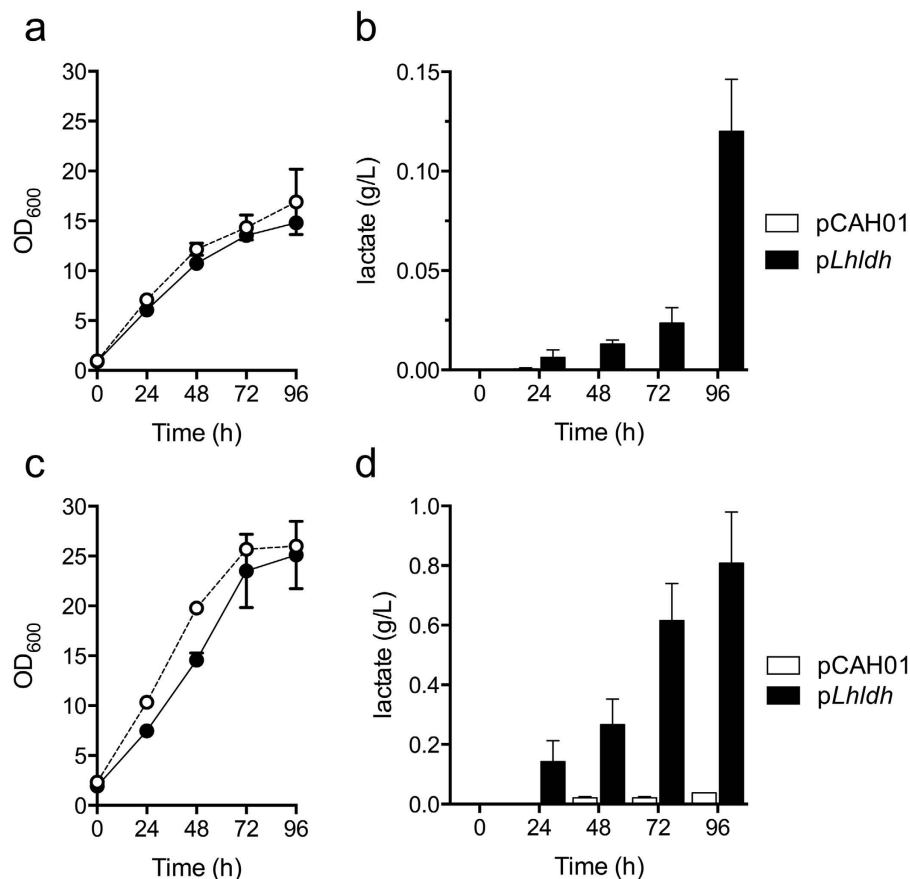 a
30
25
20
15
10
5
0
OD600
0 24 48 72 96
Time (h)
b
0.15
0.10
0.05
0.00
lactate (g/L)
0 24 48 72 96
Time (h)
pCAH01
pLhldh
c
30
25
20
15
10
5
0
OD600
0 24 48 72 96
Time (h)
d
1.0
0.8
0.6
0.4
0.2
0.0
lactate (g/L)
0 24 48 72 96
Time (h)
pCAH01
pLhldh